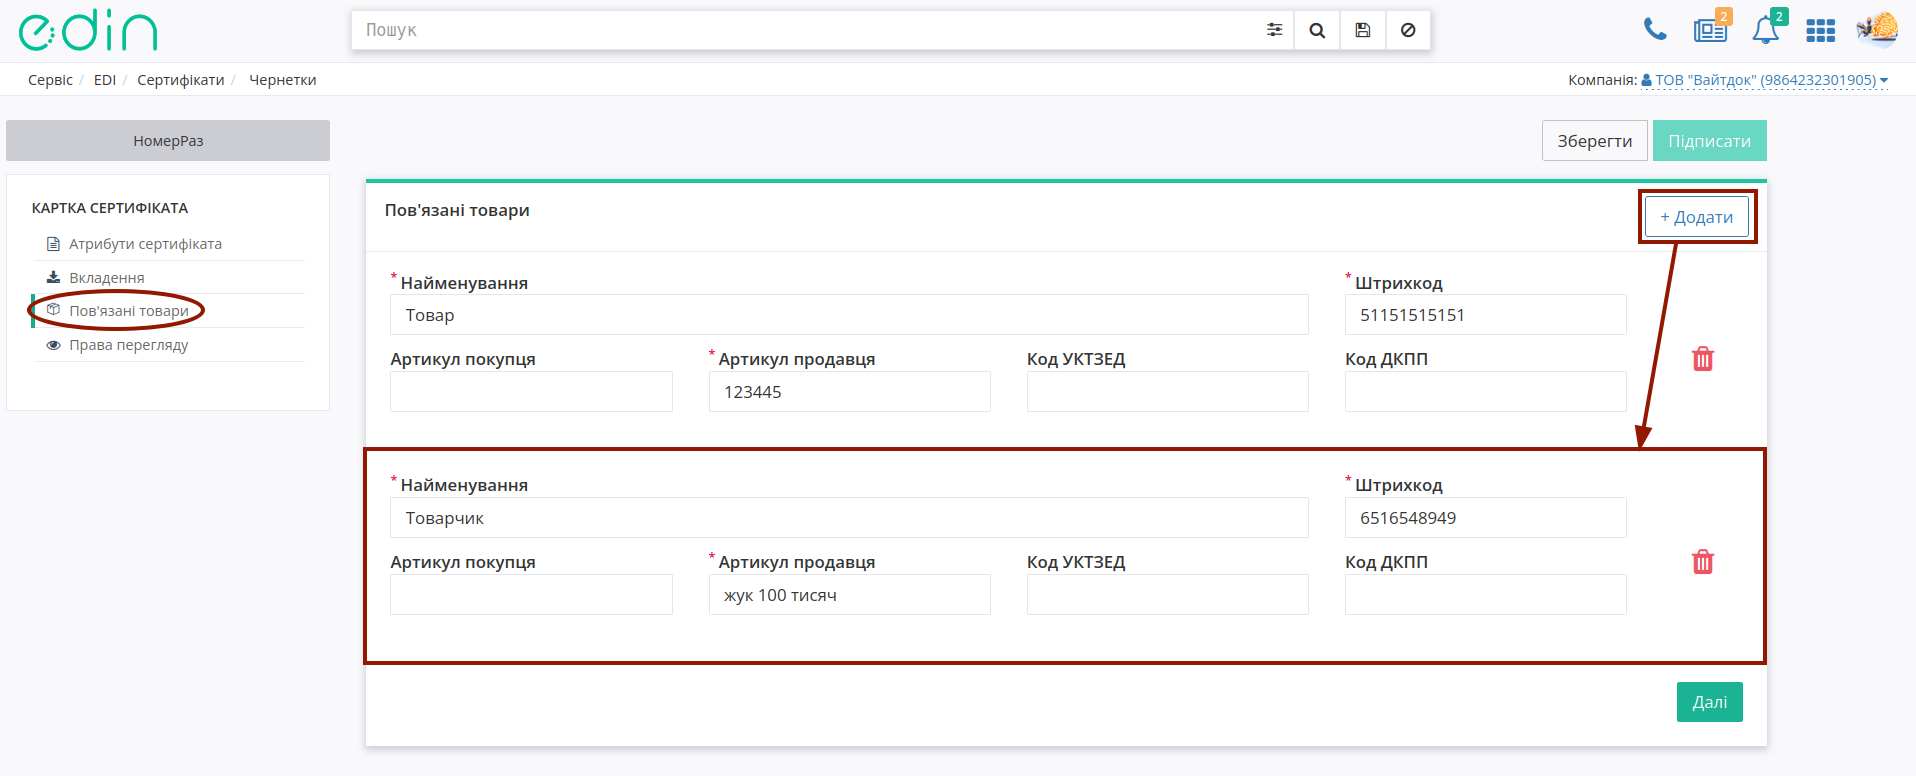 edin
Пошук
2
2
Сервіс / EDI / Сертифікати / Чернетки
Компанія: ТОВ "Вайтдок" (9864232301905)
НомерРаз
Зберегти
Підписати
КАРТКА СЕРТИФІКАТА
Атрибути сертифіката
Вкладення
Пов'язані товари
Права перегляду
Пов'язані товари
+ Додати
* Найменування
* Штрихкод
Товар
51151515151
Артикул покупця
* Артикул продавця
Код УКТЗЕД
Код ДКПП
123445
* Найменування
* Штрихкод
Товарчик
6516548949
Артикул покупця
* Артикул продавця
Код УКТЗЕД
Код ДКПП
жук 100 тисяч
Далі